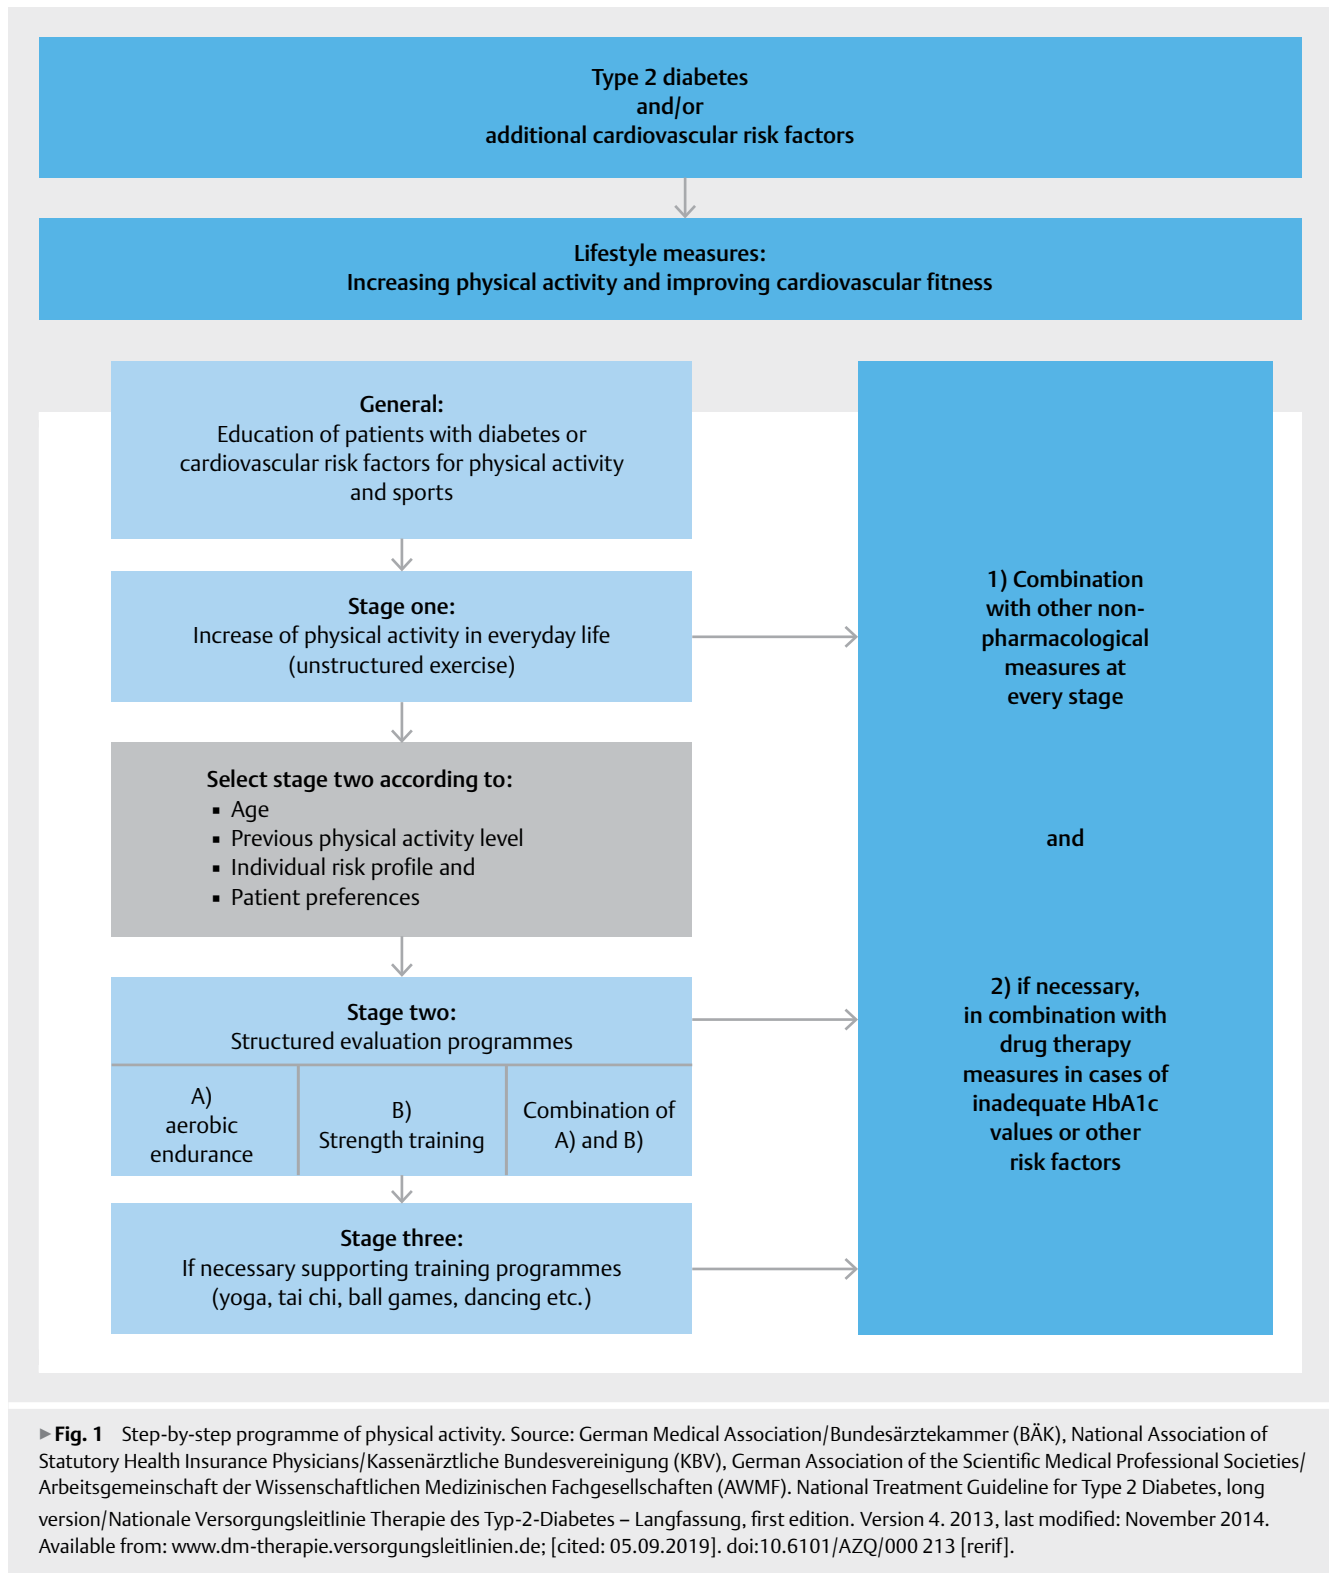 Type 2 diabetes
and/or
additional cardiovascular risk factors
Lifestyle measures:
Increasing physical activity and improving cardiovascular fitness
General:
Education of patients with diabetes or
cardiovascular risk factors for physical activity
and sports
Stage one:
Increase of physical activity in everyday life
(unstructured exercise)
Select stage two according to:
▪ Age
▪ Previous physical activity level
▪ Individual risk profile and
▪ Patient preferences
Stage two:
Structured evaluation programmes
A)
aerobic
endurance
B)
Strength training
Combination of
A) and B)
Stage three:
If necessary supporting training programmes
(yoga, tai chi, ball games, dancing etc.)
1) Combination
with other non-
pharmacological
measures at
every stage
and
2) if necessary,
in combination with
drug therapy
measures in cases of
inadequate HbA1c
values or other
risk factors
▶ Fig. 1 Step-by-step programme of physical activity. Source: German Medical Association/Bundesärztekammer (BÄK), National Association of
Statutory Health Insurance Physicians/Kassenärztliche Bundesvereinigung (KBV), German Association of the Scientific Medical Professional Societies/
Arbeitsgemeinschaft der Wissenschaftlichen Medizinischen Fachgesellschaften (AWMF). National Treatment Guideline for Type 2 Diabetes, long
version/Nationale Versorgungsleitlinie Therapie des Typ-2-Diabetes – Langfassung, first edition. Version 4. 2013, last modified: November 2014.
Available from: www.dm-therapie.versorgungsleitlinien.de; [cited: 05.09.2019]. doi:10.6101/AZQ/000 213 [rerif].